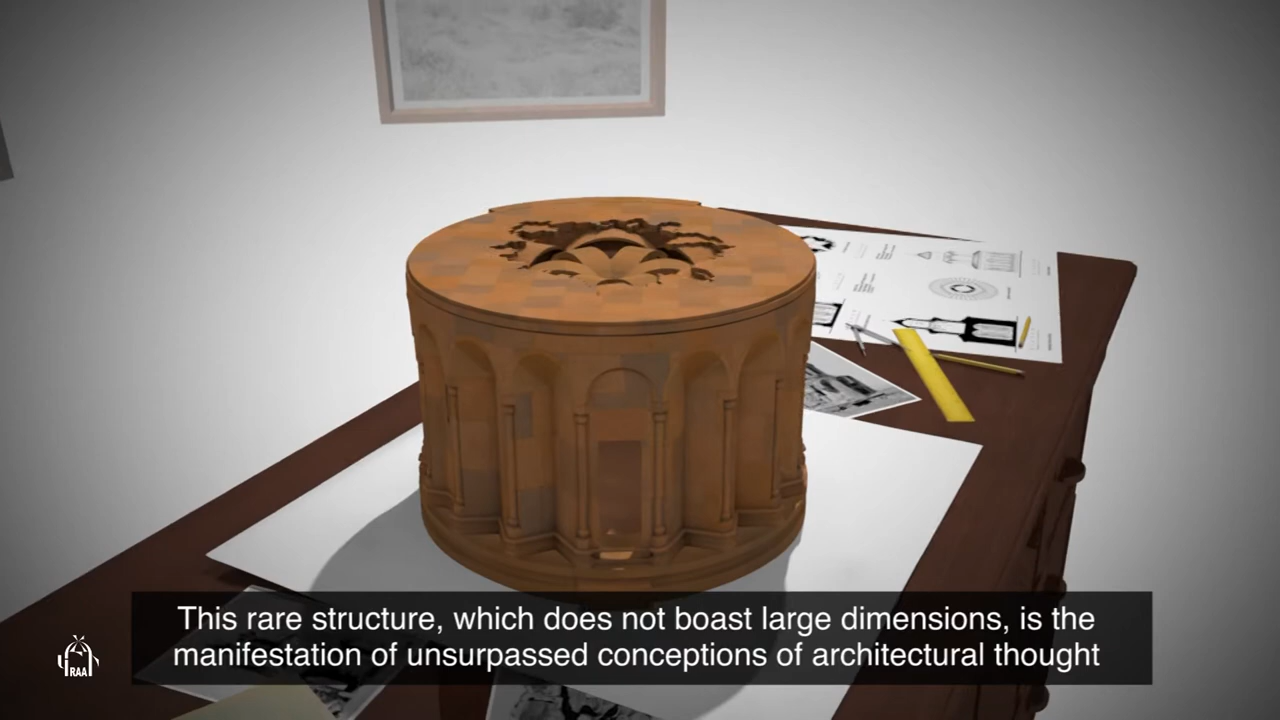 This rare structure, which does not boast large dimensions, is the
manifestation of unsurpassed conceptions of architectural thought
RAA